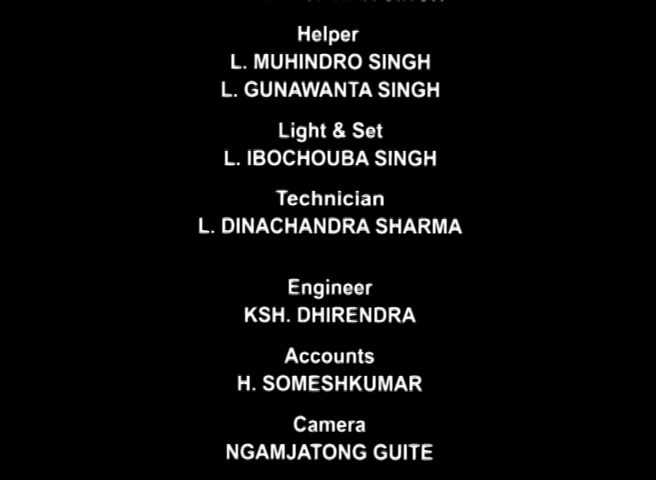 Helper
L. MUHINDRO SINGH
L. GUNAWANTA SINGH
Light & Set
L. IBOCHOUBA SINGH
Technician
L. DINACHANDRA SHARMA
Engineer
KSH. DHIRENDRA
Accounts
H. SOMESHKUMAR
Camera
NGAMJATONG GUITE